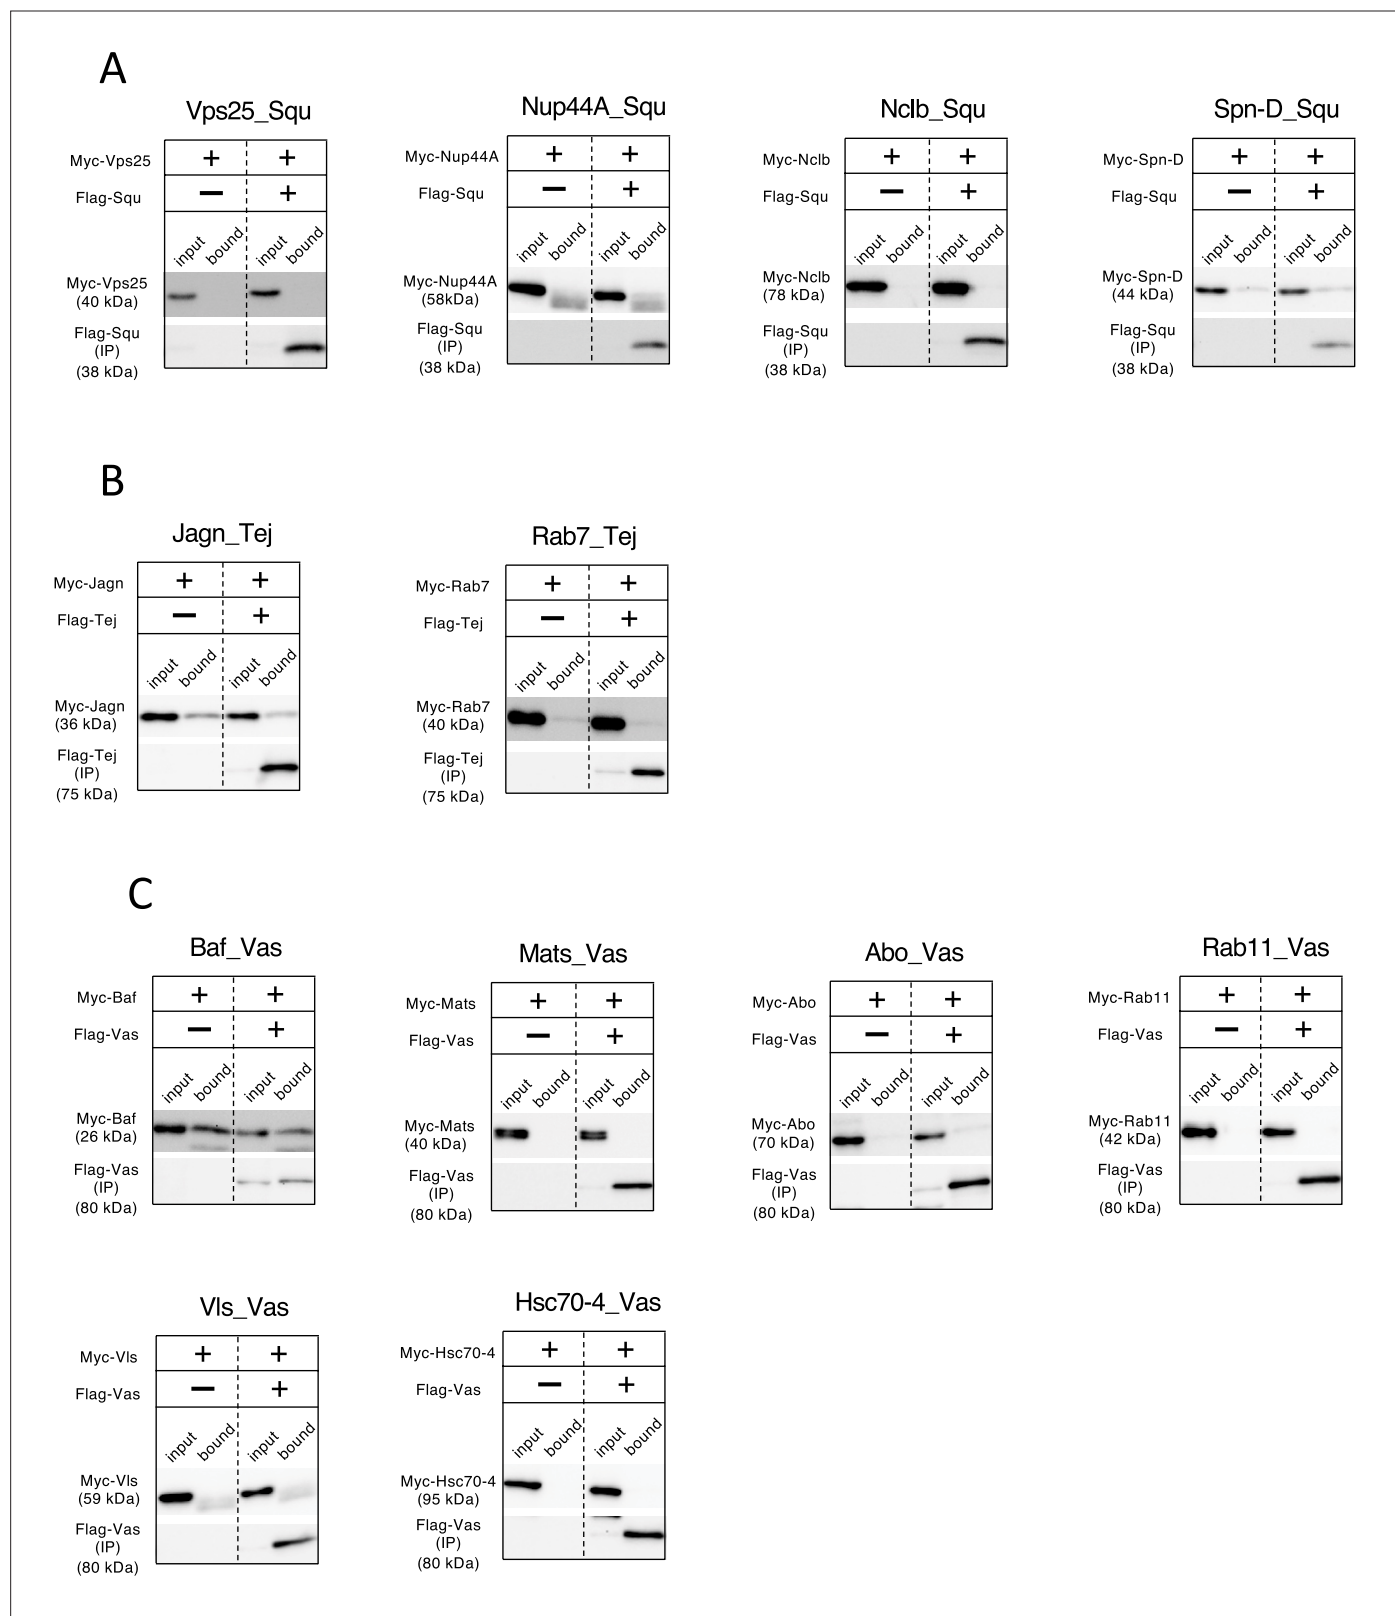 A
Vps25_Squ
Myc-Vps25 + +
Flag-Squ — +
input bound input bound
Myc-Vps25
(40 kDa)
Flag-Squ
(IP)
(38 kDa)
Nup44A_Squ
Myc-Nup44A + +
Flag-Squ — +
input bound input bound
Myc-Nup44A
(58kDa)
Flag-Squ
(IP)
(38 kDa)
Nclb_Squ
Myc-Nclb + +
Flag-Squ — +
input bound input bound
Myc-Nclb
(78 kDa)
Flag-Squ
(IP)
(38 kDa)
Spn-D_Squ
Myc-Spn-D + +
Flag-Squ — +
input bound input bound
Myc-Spn-D
(44 kDa)
Flag-Squ
(IP)
(38 kDa)
B
Jagn_Tej
Myc-Jagn + +
Flag-Tej — +
input bound input bound
Myc-Jagn
(36 kDa)
Flag-Tej
(IP)
(75 kDa)
Rab7_Tej
Myc-Rab7 + +
Flag-Tej — +
input bound input bound
Myc-Rab7
(40 kDa)
Flag-Tej
(IP)
(75 kDa)
C
Baf_Vas
Myc-Baf + +
Flag-Vas — +
input bound input bound
Myc-Baf
(26 kDa)
Flag-Vas
(IP)
(80 kDa)
Mats_Vas
Myc-Mats + +
Flag-Vas — +
input bound input bound
Myc-Mats
(40 kDa)
Flag-Vas
(IP)
(80 kDa)
Abo_Vas
Myc-Abo + +
Flag-Vas — +
input bound input bound
Myc-Abo
(70 kDa)
Flag-Vas
(IP)
(80 kDa)
Rab11_Vas
Myc-Rab11 + +
Flag-Vas — +
input bound input bound
Myc-Rab11
(42 kDa)
Flag-Vas
(IP)
(80 kDa)
Vls_Vas
Myc-Vls + +
Flag-Vas — +
input bound input bound
Myc-Vls
(59 kDa)
Flag-Vas
(IP)
(80 kDa)
Hsc70-4_Vas
Myc-Hsc70-4 + +
Flag-Vas — +
input bound input bound
Myc-Hsc70-4
(95 kDa)
Flag-Vas
(IP)
(80 kDa)